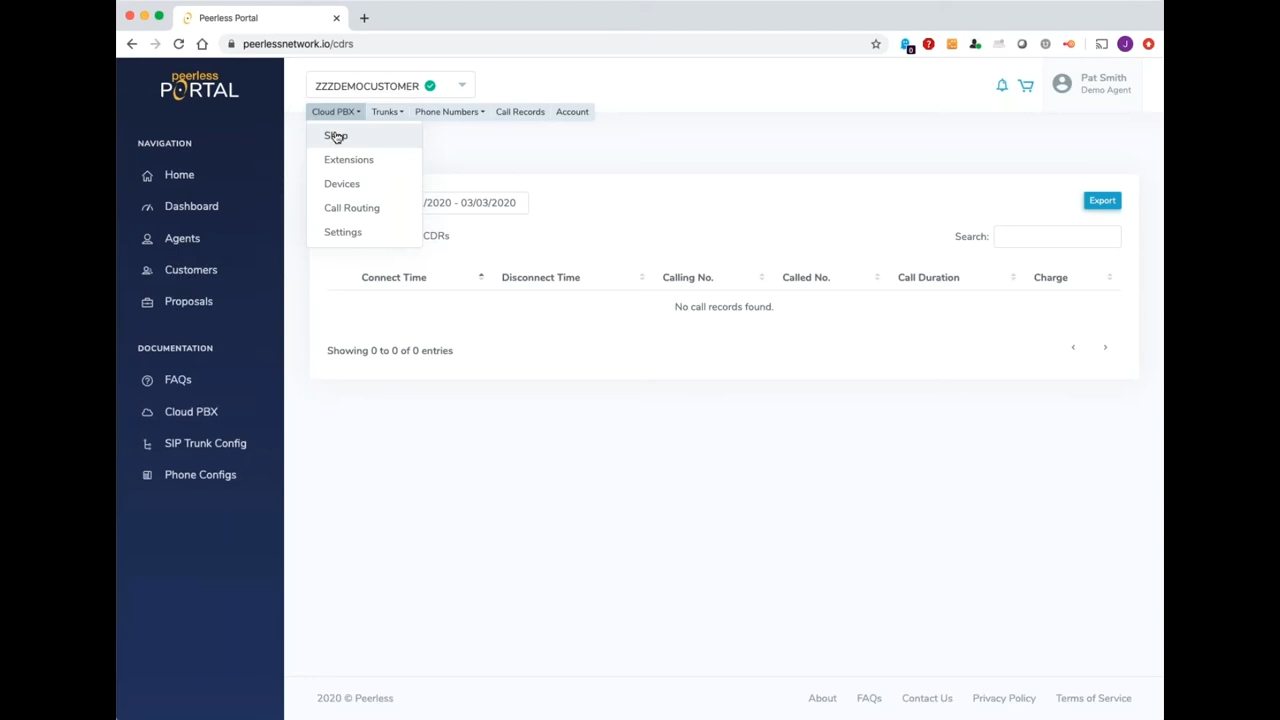 Peerless Portal
peerlessnetwork.io/cdrs
0
?
J
peerless
PORTAL
ZZZDEMOCUSTOMER
Pat Smith
Demo Agent
Cloud PBX Trunks Phone Numbers Call Records Account
NAVIGATION
Home
Dashboard
Agents
Customers
Proposals
DOCUMENTATION
FAQs
Cloud PBX
SIP Trunk Config
Phone Configs
Extensions
Devices
Call Routing
Settings
/2020 - 03/03/2020
Export
CDRs
Search:
Connect Time Disconnect Time Calling No. Called No. Call Duration Charge
No call records found.
Showing 0 to 0 of 0 entries
2020 © Peerless
About FAQs Contact Us Privacy Policy Terms of Service